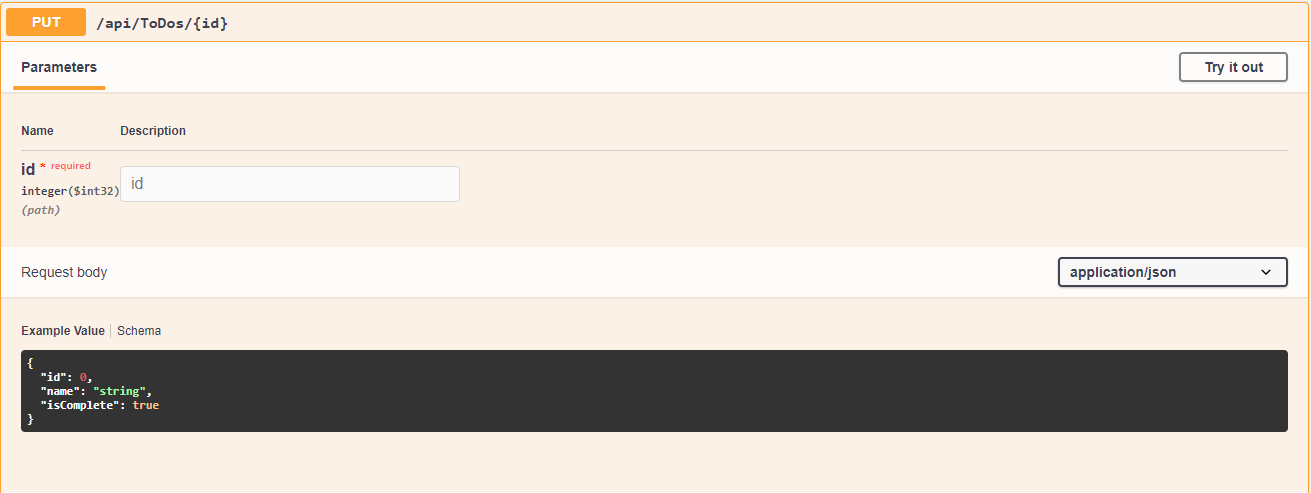 PUT /api/ToDos/{id}
Parameters Try it out
Name Description
id * required
integer($int32) id
(path)
Request body application/json
Example Value Schema
{
"id": 0,
"name": "string",
"isComplete": true
}